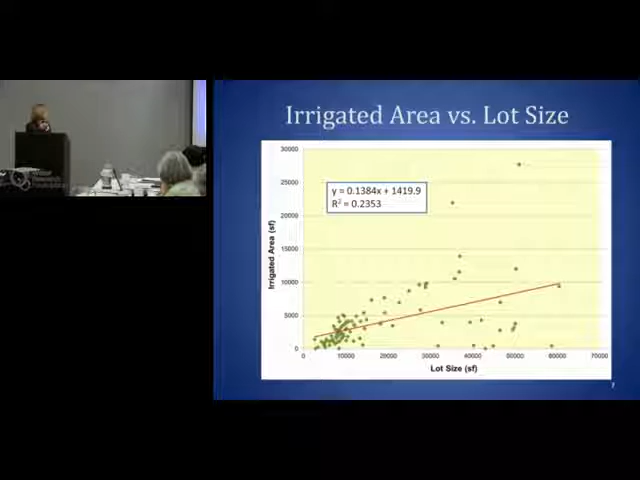 Irrigated Area vs. Lot Size
30000
25000
20000
15000
10000
5000
0
Irrigated Area (sf)
y = 0.1384x + 1419.9
R² = 0.2353
0 10000 20000 30000 40000 50000 60000 70000
Lot Size (sf)
7